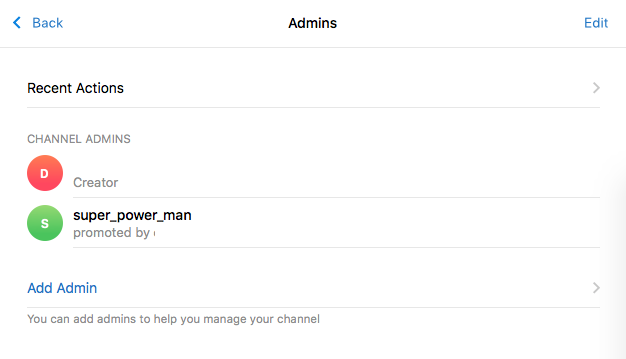 Back
Admins
Edit
Recent Actions
CHANNEL ADMINS
D
Creator
S
super_power_man
promoted by
Add Admin
You can add admins to help you manage your channel